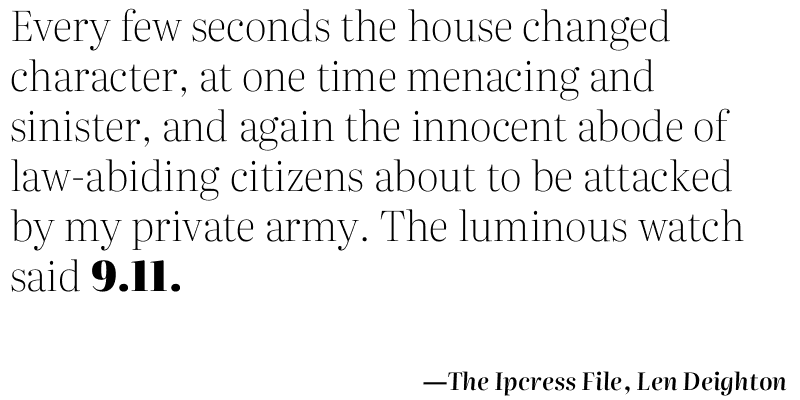 Every few seconds the house changed
character, at one time menacing and
sinister, and again the innocent abode of
law-abiding citizens about to be attacked
by my private army. The luminous watch
said 9.11.
—The Ipcress File, Len Deighton